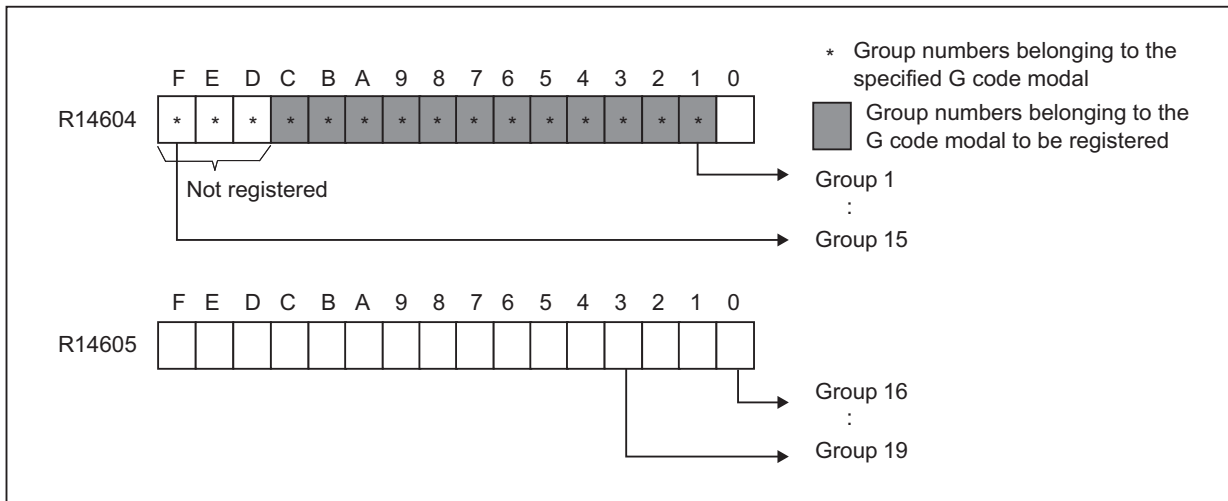 * Group numbers belonging to the
specified G code modal
Group numbers belonging to the
G code modal to be registered
F E D C B A 9 8 7 6 5 4 3 2 1 0
R14604
* * * * * * * * * * * * * * *
Not registered
Group 1
:
Group 15
F E D C B A 9 8 7 6 5 4 3 2 1 0
R14605
Group 16
:
Group 19